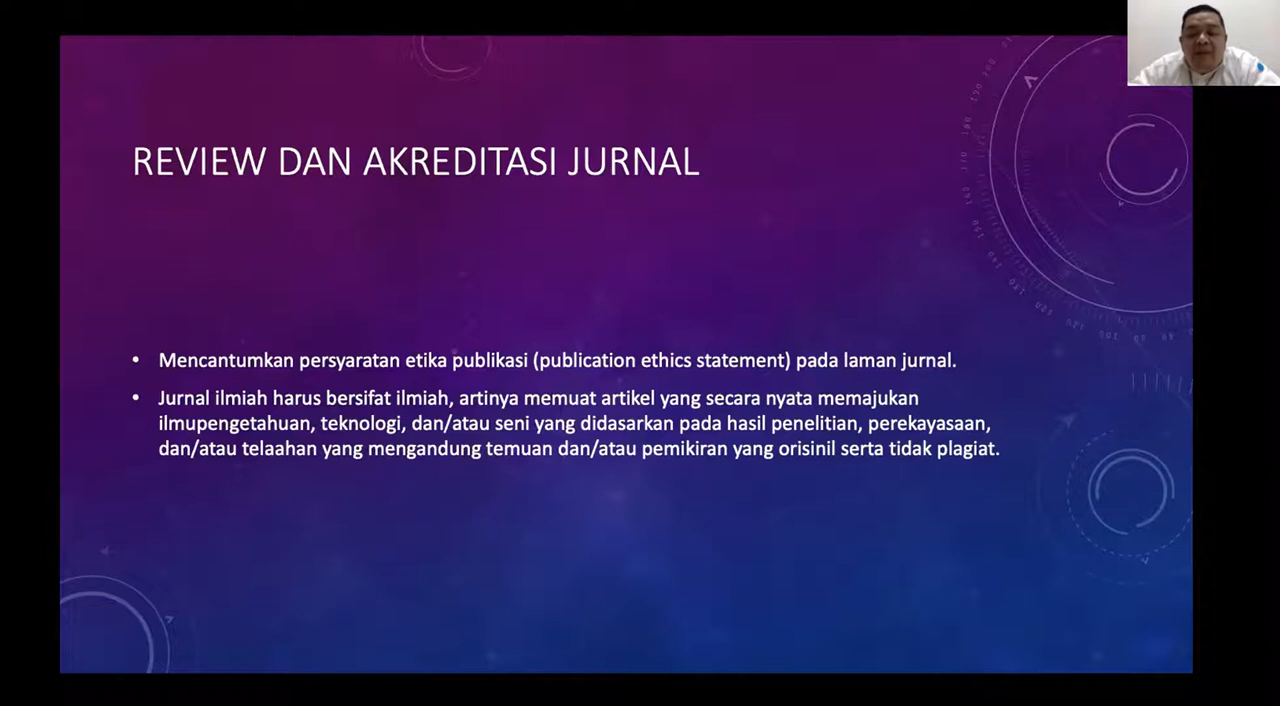 REVIEW DAN AKREDITASI JURNAL
• Mencantumkan persyaratan etika publikasi (publication ethics statement) pada laman jurnal.
• Jurnal ilmiah harus bersifat ilmiah, artinya memuat artikel yang secara nyata memajukan
ilmupengetahuan, teknologi, dan/atau seni yang didasarkan pada hasil penelitian, perekayasaan,
dan/atau telaahan yang mengandung temuan dan/atau pemikiran yang orisinil serta tidak plagiat.